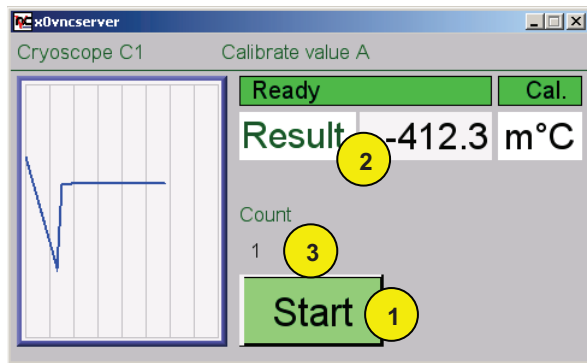 x0vncserver
Cryoscope C1 Calibrate value A
Ready Cal.
Result -412.3 m°C
2
Count
1 3
Start 1